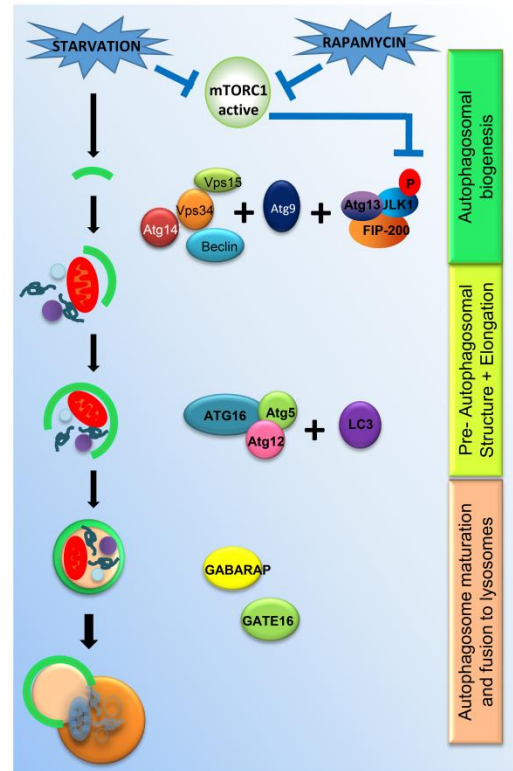 STARVATION
RAPAMYCIN
mTORC1
active
Vps15
P
Vps34
Atg9
Atg13
JLK1
Atg14
FIP-200
Beclin
+
+
Autophagosomal
biogenesis
ATG16
Atg5
Atg12
+
LC3
Pre- Autophagosomal
Structure + Elongation
GABARAP
GATE16
Autophagosome maturation
and fusion to lysosomes